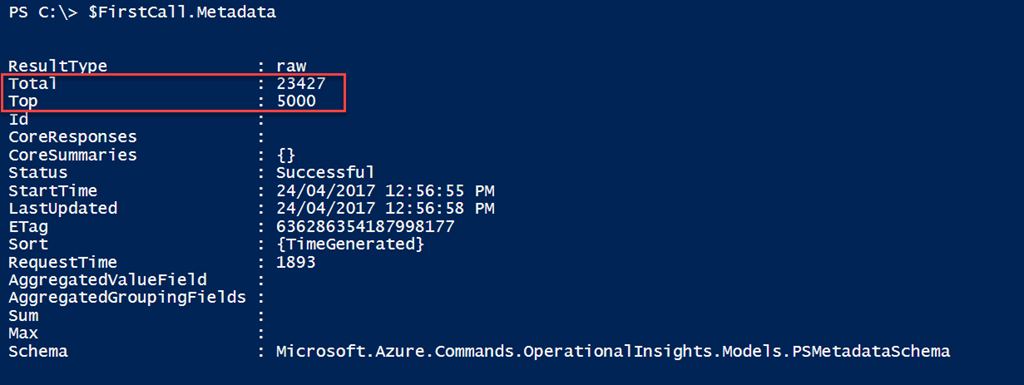 PS C:\> $FirstCall.Metadata
ResultType : raw
Total : 23427
Top : 5000
Id :
CoreResponses :
CoreSummaries : {}
Status : Successful
StartTime : 24/04/2017 12:56:55 PM
LastUpdated : 24/04/2017 12:56:58 PM
ETag : 636286354187998177
Sort : {TimeGenerated}
RequestTime : 1893
AggregatedValueField :
AggregatedGroupingFields :
Sum :
Max :
Schema : Microsoft.Azure.Commands.OperationalInsights.Models.PSMetadataSchema